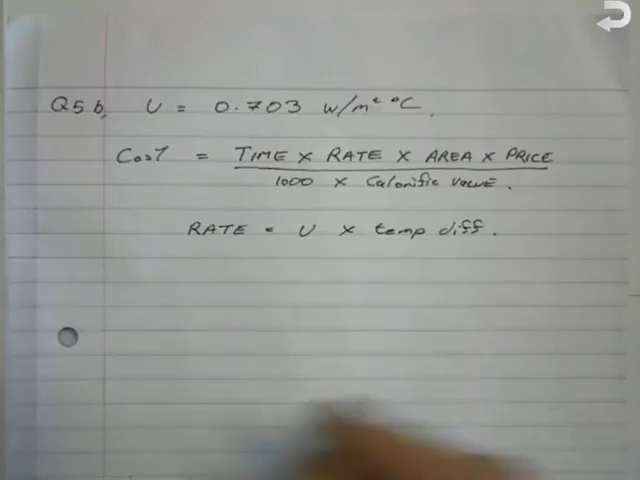 Q5 b, U = 0.703 W/m² °C.
Cost = TIME × RATE × AREA × PRICE
1000 × Calorific value.
RATE = U × temp diff.